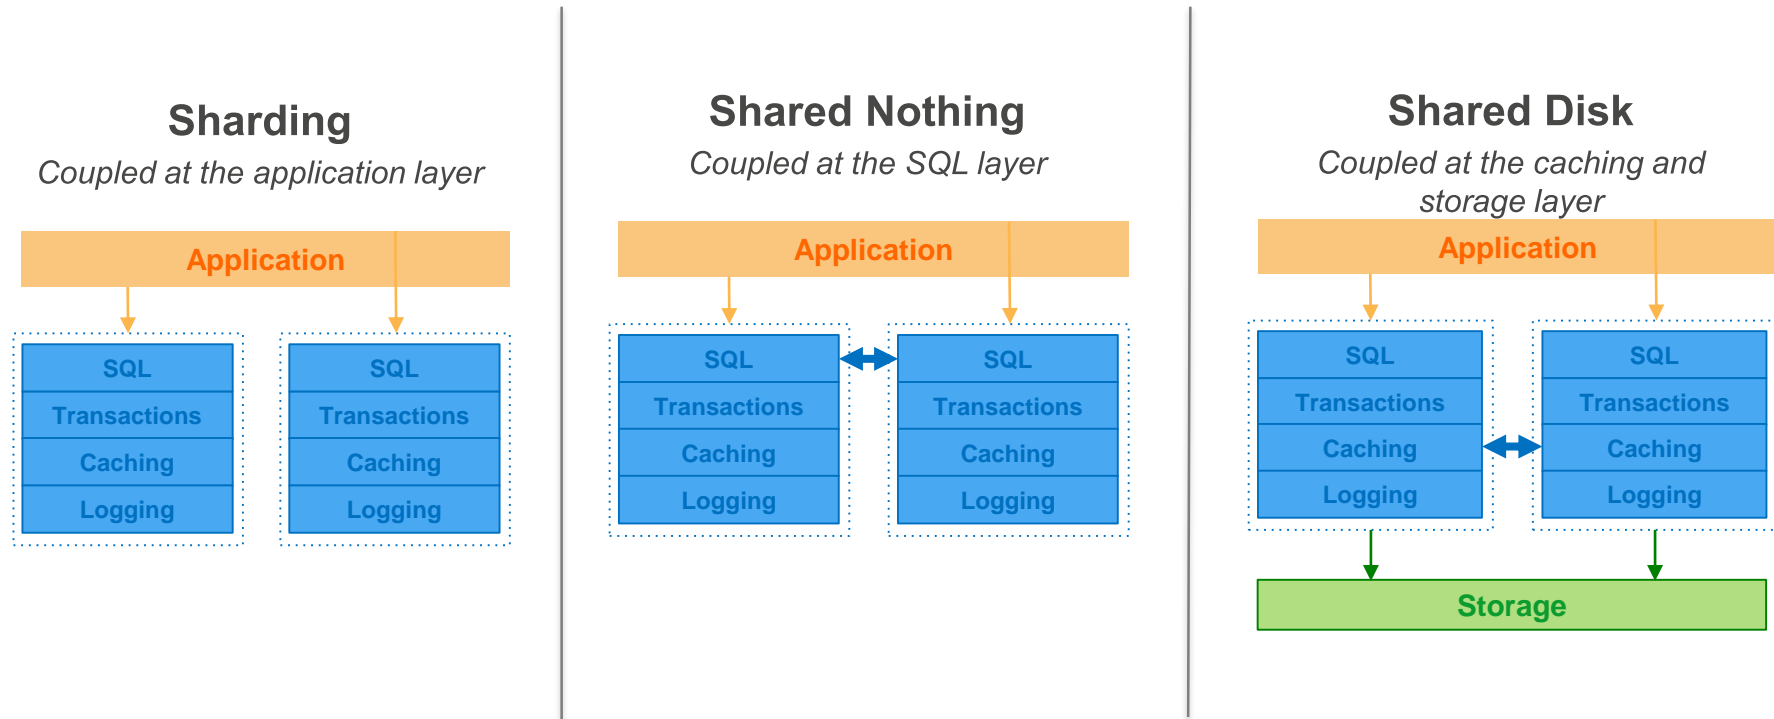 Sharding
Coupled at the application layer
Application
SQL
Transactions
Caching
Logging
SQL
Transactions
Caching
Logging
Shared Nothing
Coupled at the SQL layer
Application
SQL
Transactions
Caching
Logging
SQL
Transactions
Caching
Logging
Shared Disk
Coupled at the caching and
storage layer
Application
SQL
Transactions
Caching
Logging
SQL
Transactions
Caching
Logging
Storage